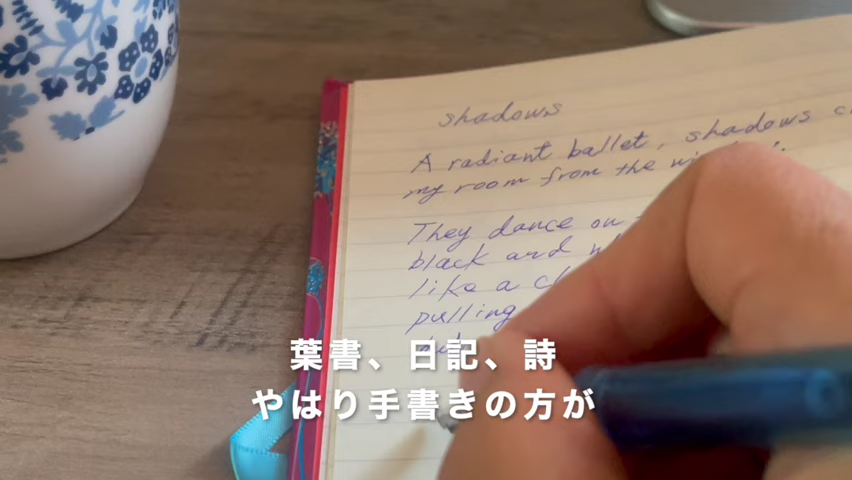 shadows
A radiant ballet, shadows
my room from the
They dance on
black and
like a
pulling
葉書、日記、詩
やはり手書きの方が